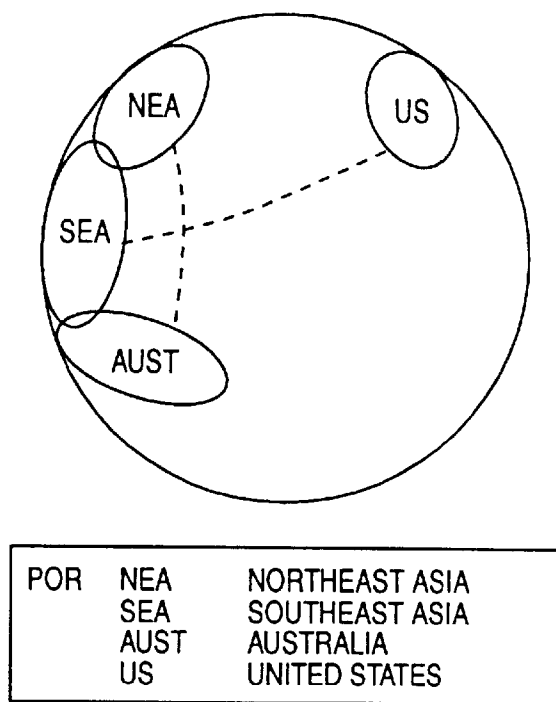 NEA
US
SEA
AUST
POR NEA NORTHEAST ASIA
SEA SOUTHEAST ASIA
AUST AUSTRALIA
US UNITED STATES